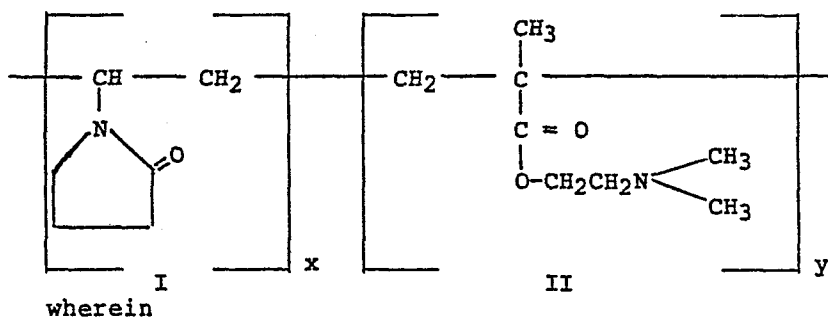 CH3
CH CH2 CH2 C
N
C = O
O
O-CH2CH2N
CH3
CH3
I x II y
wherein